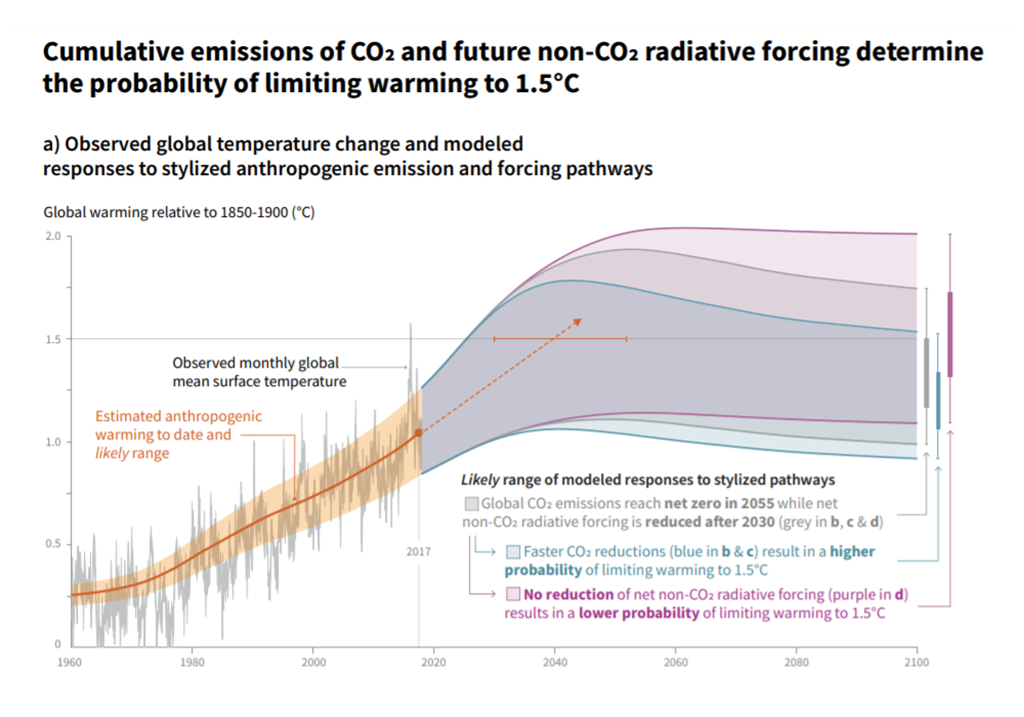 Cumulative emissions of CO₂ and future non-CO₂ radiative forcing determine
the probability of limiting warming to 1.5°C
a) Observed global temperature change and modeled
responses to stylized anthropogenic emission and forcing pathways
Global warming relative to 1850-1900 (°C)
2.0
1.5
Observed monthly global
mean surface temperature
Estimated anthropogenic
warming to date and
likely range
1.0
Likely range of modeled responses to stylized pathways
Global CO₂ emissions reach net zero in 2055 while net
non-CO₂ radiative forcing is reduced after 2030 (grey in b, c & d)
2017
0.5
Faster CO₂ reductions (blue in b & c) result in a higher
probability of limiting warming to 1.5°C
No reduction of net non-CO₂ radiative forcing (purple in d)
results in a lower probability of limiting warming to 1.5°C
0
1960
1980
2000
2020
2040
2060
2080
2100